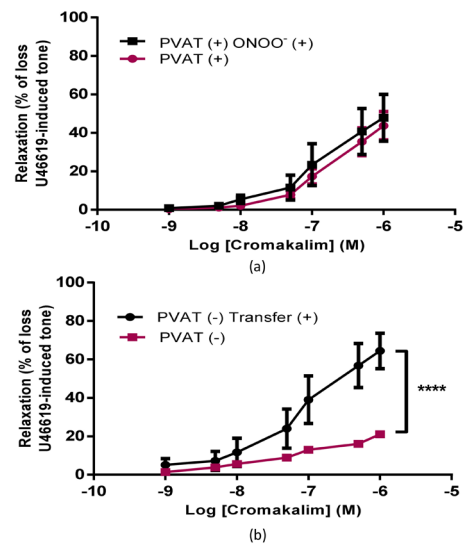 Relaxation (% of loss
U46619-induced tone)
100
80
60
40
20
0
PVAT (+) ONOO⁻ (+)
PVAT (+)
-10 -9 -8 -7 -6 -5
Log [Cromakalim] (M)
(a)
Relaxation (% of loss
U46619-induced tone)
100
80
60
40
20
0
PVAT (-) Transfer (+)
PVAT (-)
****
-10 -9 -8 -7 -6 -5
Log [Cromakalim] (M)
(b)